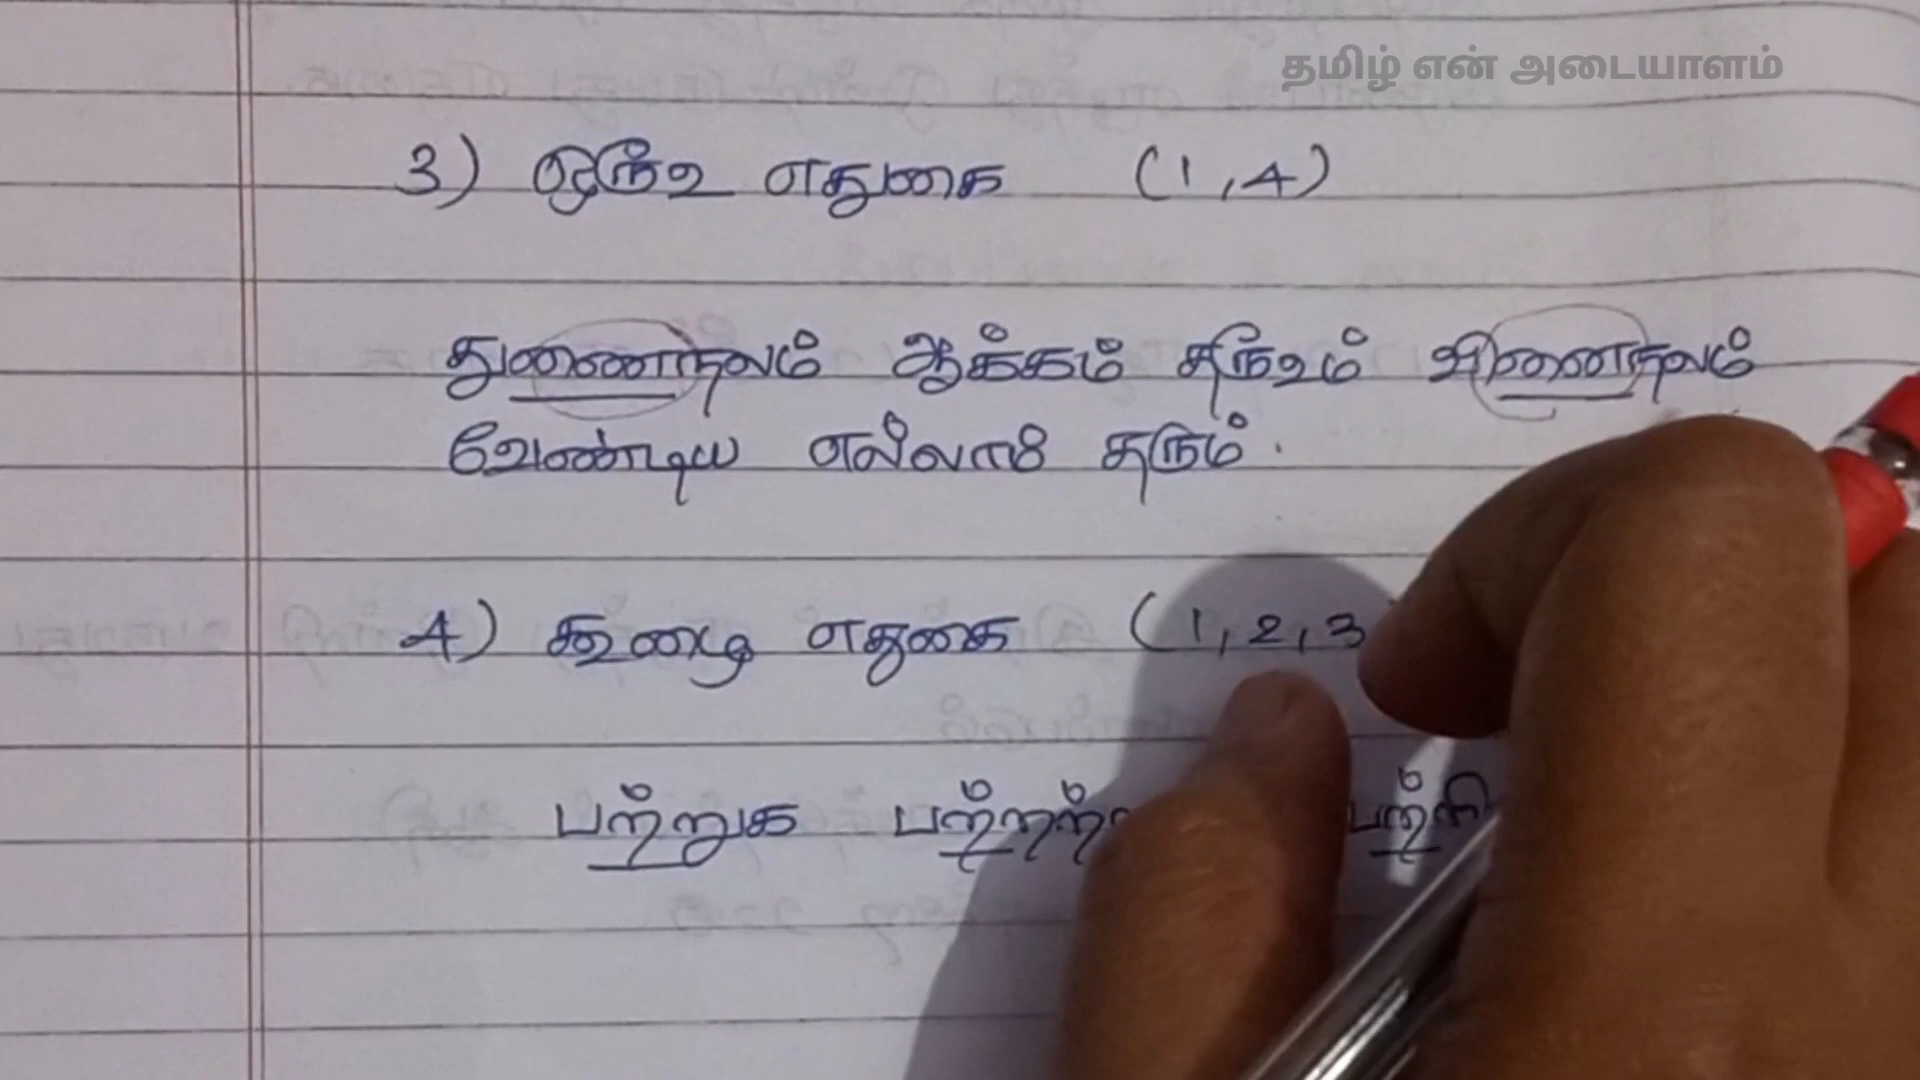 தமிழ் என் அடையாளம்
3) ஒரூஉ எதுகை (1,4)
துணைநலம் ஆக்கம் தரூஉம் வினைநலம்
வேண்டிய எல்லாம் தரும்.
4) கூழை எதுகை (1,2,3
பற்றுக